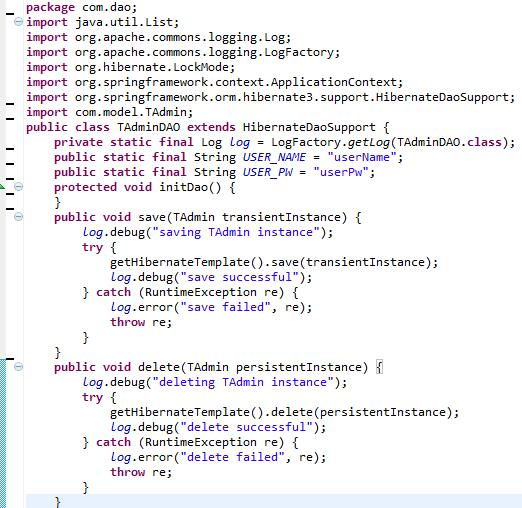 package com.dao;
import java.util.List;
import org.apache.commons.logging.Log;
import org.apache.commons.logging.LogFactory;
import org.hibernate.LockMode;
import org.springframework.context.ApplicationContext;
import org.springframework.orm.hibernate3.support.HibernateDaoSupport;
import com.model.TAdmin;
public class TAdminDAO extends HibernateDaoSupport {
    private static final Log log = LogFactory.getLog(TAdminDAO.class);
    public static final String USER_NAME = "userName";
    public static final String USER_PW = "userPw";
    protected void initDao() {
    }
    public void save(TAdmin transientInstance) {
        log.debug("saving TAdmin instance");
        try {
            getHibernateTemplate().save(transientInstance);
            log.debug("save successful");
        } catch (RuntimeException re) {
            log.error("save failed", re);
            throw re;
        }
    }
    public void delete(TAdmin persistentInstance) {
        log.debug("deleting TAdmin instance");
        try {
            getHibernateTemplate().delete(persistentInstance);
            log.debug("delete successful");
        } catch (RuntimeException re) {
            log.error("delete failed", re);
            throw re;
        }
    }